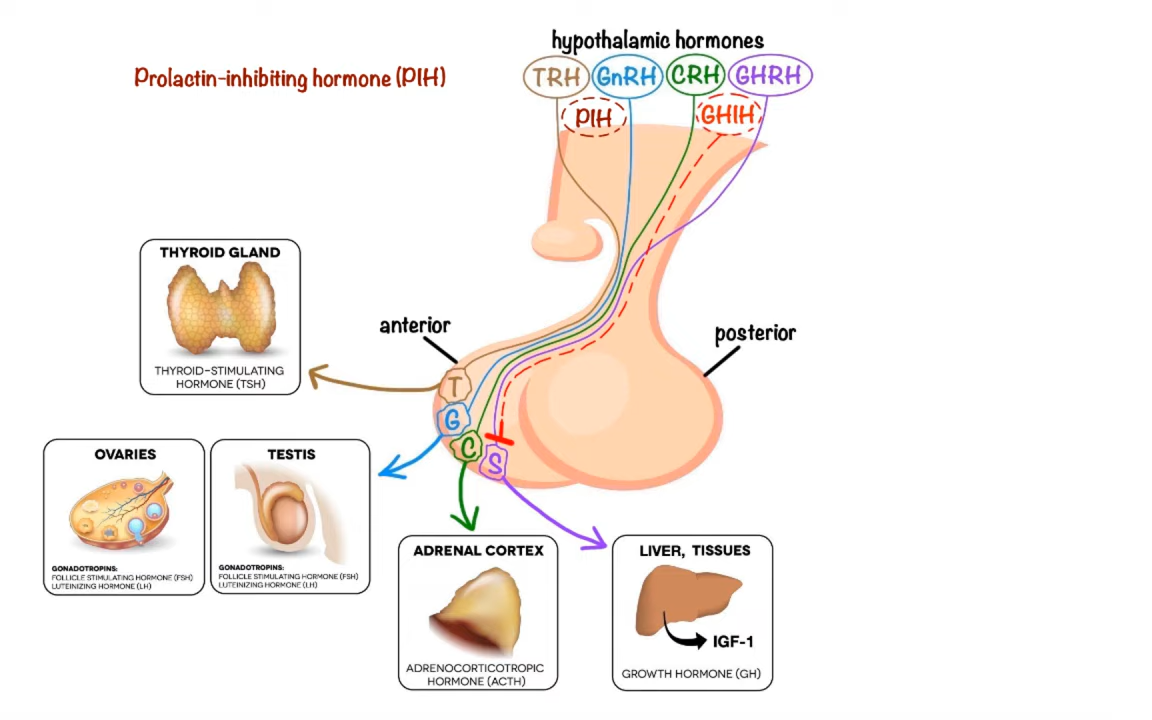 hypothalamic hormones
Prolactin-inhibiting hormone (PIH)
TRH GnRH CRH GHRH
PIH GHIH
THYROID GLAND
THYROID-STIMULATING
HORMONE (TSH)
anterior
posterior
T
G
C
S
OVARIES
GONADOTROPINS:
FOLLICLE STIMULATING HORMONE (FSH)
LUTEINIZING HORMONE (LH)
TESTIS
GONADOTROPINS:
FOLLICLE STIMULATING HORMONE (FSH)
LUTEINIZING HORMONE (LH)
ADRENAL CORTEX
ADRENOCORTICOTROPIC
HORMONE (ACTH)
LIVER, TISSUES
IGF-1
GROWTH HORMONE (GH)